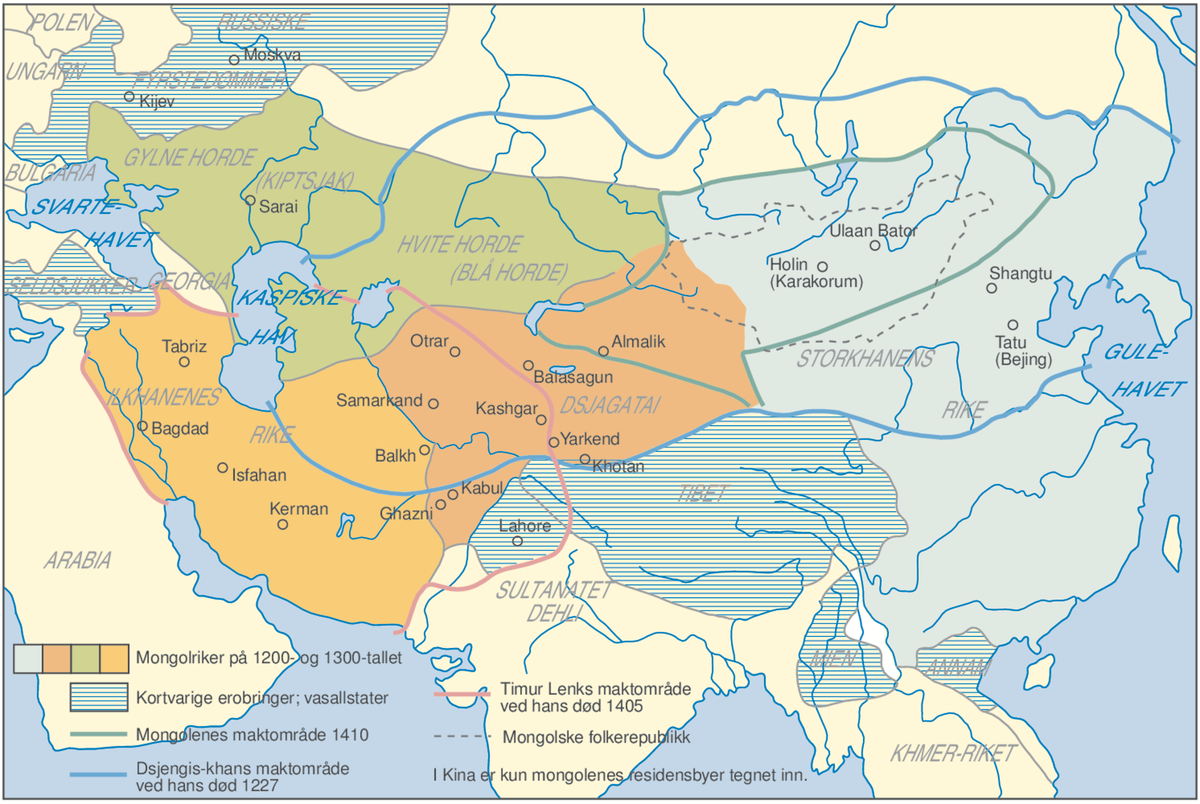 POLEN
RUSSISKE
Moskva
UNGARN
FYRSTEDØMMER
Kijev
BULGARIA
GYLNE HORDE
(KIPTSJAK)
Sarai
SVARTE-
HAVET
HVITE HORDE
(BLÅ HORDE)
Ulaan Bator
Holin
(Karakorum)
Shangtu
SELDSJUKKER
GEORGIA
KASPISKE
HAV
Tabriz
Otrar
Almalik
Balasagun
STORKHANENS
RIKE
Tatu
(Bejing)
GULE-
HAVET
ILKHANENES
RIKE
Samarkand
Kashgar
DSJAGATAI
Bagdad
Yarkend
Balkh
Khotan
Isfahan
Kabul
TIBET
Kerman
Ghazni
Lahore
ARABIA
SULTANATET
DEHLI
MIEN
ANNAM
KHMER-RIKET
Mongolriker på 1200- og 1300-tallet
Kortvarige erobringer; vasallstater
Mongolenes maktområde 1410
Dsjengis-khans maktområde
ved hans død 1227
Timur Lenks maktområde
ved hans død 1405
Mongolske folkerepublikk
I Kina er kun mongolenes residensbyer tegnet inn.